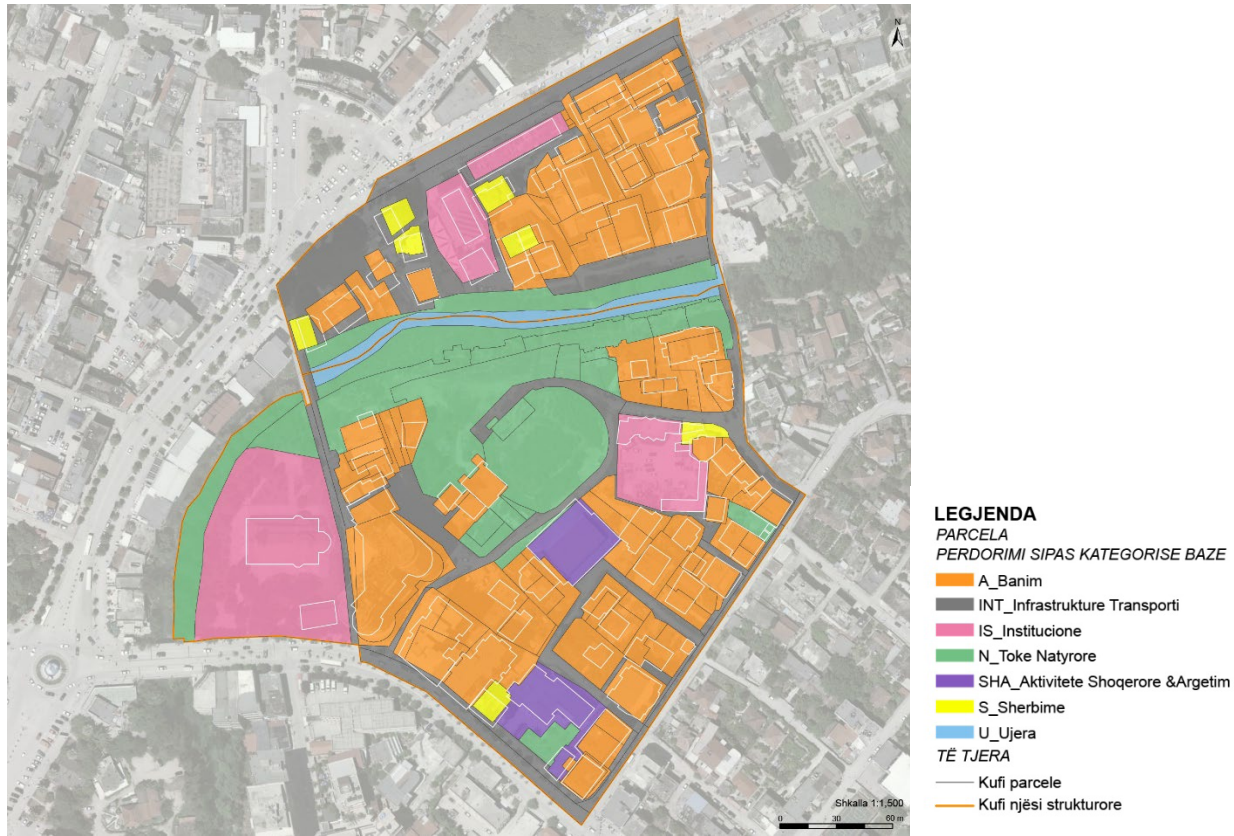 N
LEGJENDA
PARCELA
PERDORIMI SIPAS KATEGORISE BAZE
A_Banim
INT_Infrastrukture Transporti
IS_Institucione
N_Toke Natyrore
SHA_Aktivitete Shoqerore &Argetim
S_Sherbime
U_Ujera
TË TJERA
Kufi parcele
Kufi njësi strukturore
Shkalla 1:1,500
0 30 60 m